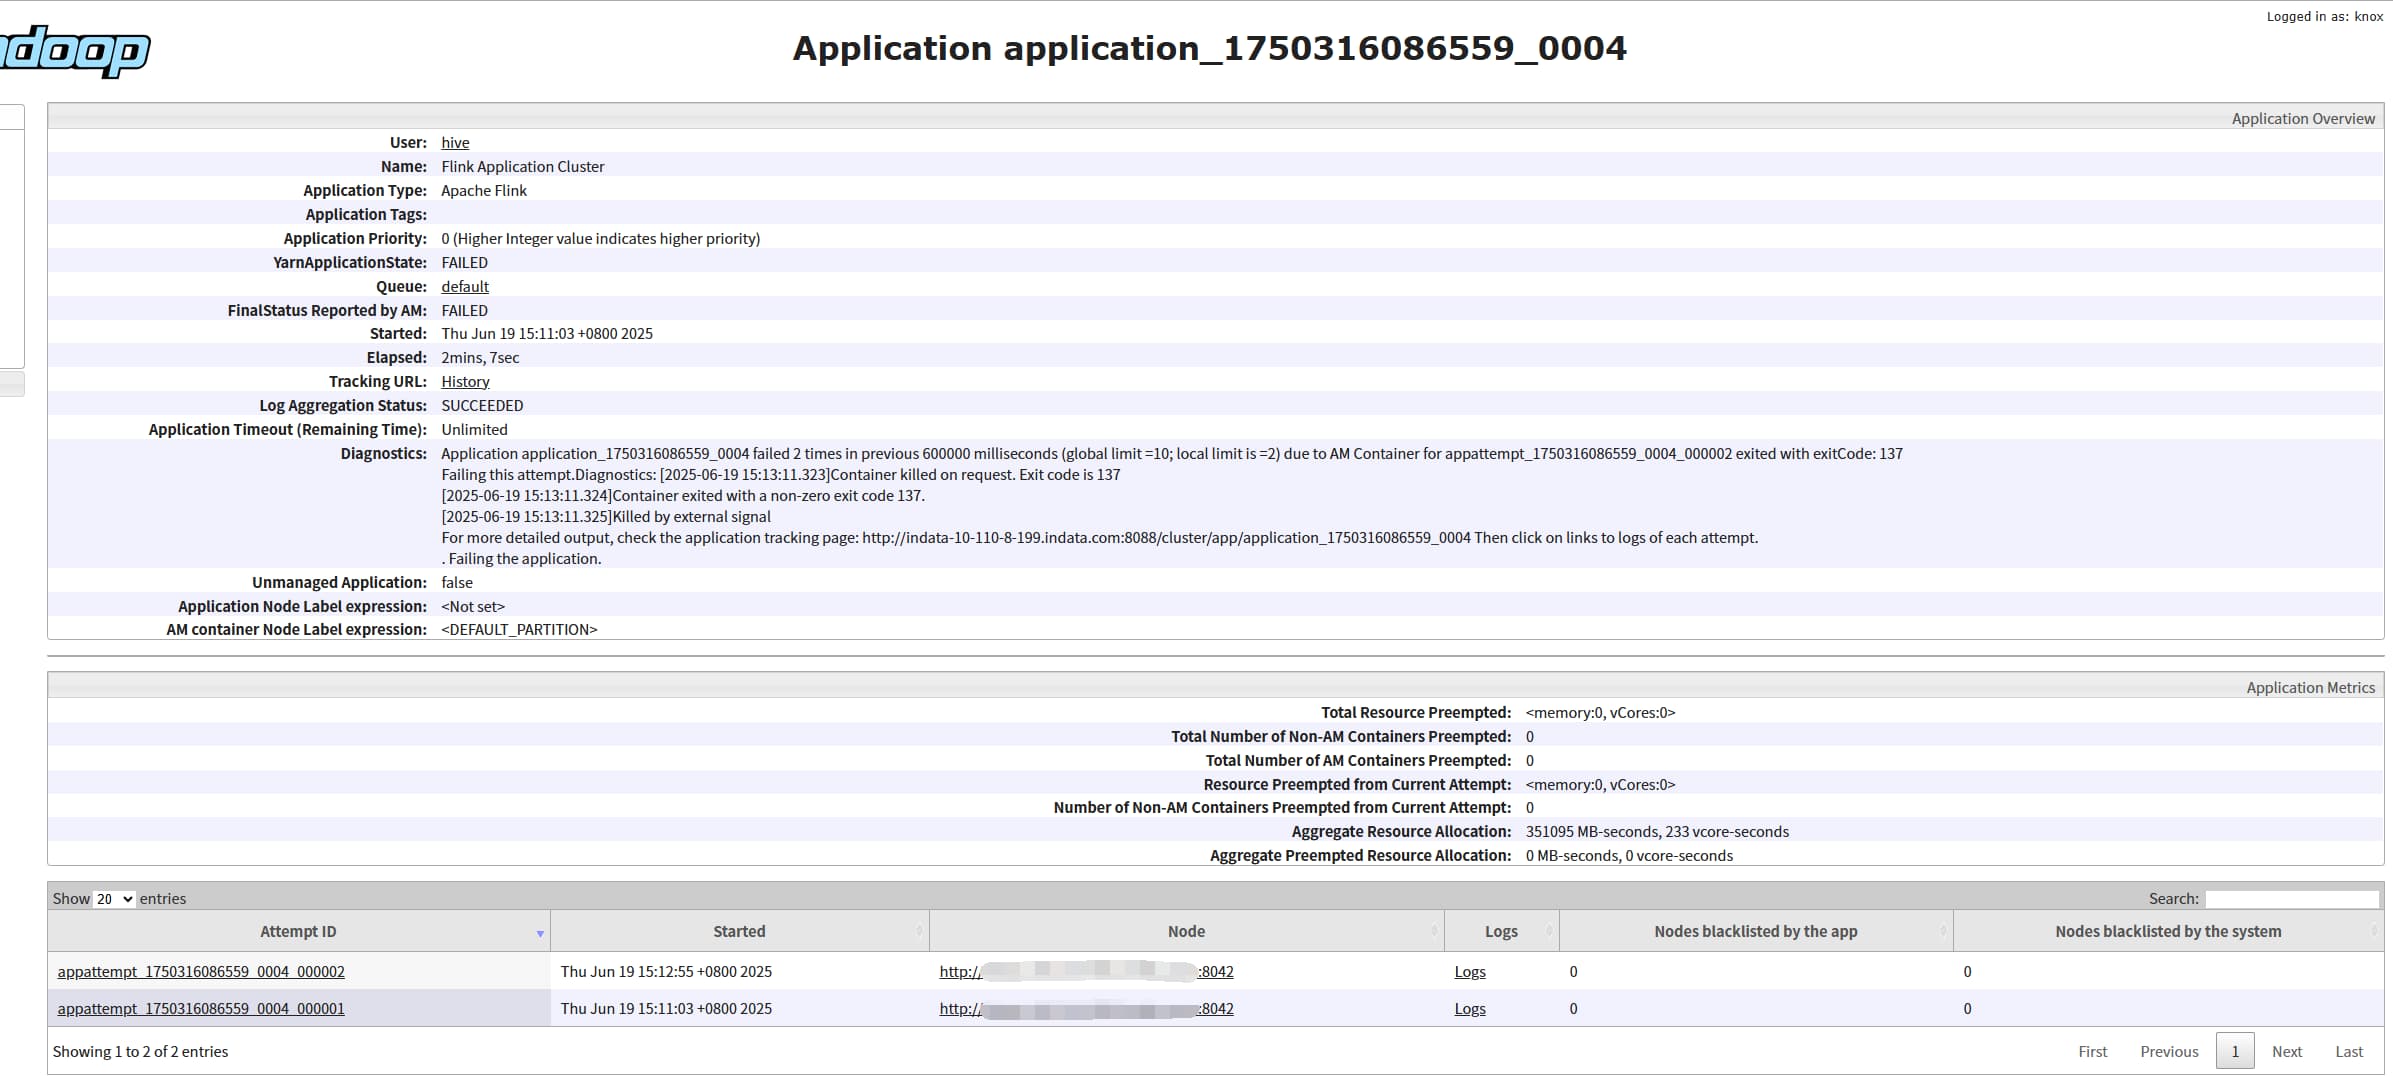 Logged in as: knox
doop
Application application_1750316086559_0004
Application Overview
User: hive
Name: Flink Application Cluster
Application Type: Apache Flink
Application Tags:
Application Priority: 0 (Higher Integer value indicates higher priority)
YarnApplicationState: FAILED
Queue: default
FinalStatus Reported by AM: FAILED
Started: Thu Jun 19 15:11:03 +0800 2025
Elapsed: 2mins, 7sec
Tracking URL: History
Log Aggregation Status: SUCCEEDED
Application Timeout (Remaining Time): Unlimited
Diagnostics: Application application_1750316086559_0004 failed 2 times in previous 600000 milliseconds (global limit =10; local limit is =2) due to AM Container for appattempt_1750316086559_0004_000002 exited with exitCode: 137
Failing this attempt.Diagnostics: [2025-06-19 15:13:11.323]Container killed on request. Exit code is 137
[2025-06-19 15:13:11.324]Container exited with a non-zero exit code 137.
[2025-06-19 15:13:11.325]Killed by external signal
For more detailed output, check the application tracking page: http://indata-10-110-8-199.indata.com:8088/cluster/app/application_1750316086559_0004 Then click on links to logs of each attempt.
. Failing the application.
Unmanaged Application: false
Application Node Label expression: <Not set>
AM container Node Label expression: <DEFAULT_PARTITION>
Application Metrics
Total Resource Preempted: <memory:0, vCores:0>
Total Number of Non-AM Containers Preempted: 0
Total Number of AM Containers Preempted: 0
Resource Preempted from Current Attempt: <memory:0, vCores:0>
Number of Non-AM Containers Preempted from Current Attempt: 0
Aggregate Resource Allocation: 351095 MB-seconds, 233 vcore-seconds
Aggregate Preempted Resource Allocation: 0 MB-seconds, 0 vcore-seconds
Show 20 entries Search:
Attempt ID Started Node Logs Nodes blacklisted by the app Nodes blacklisted by the system
appattempt_1750316086559_0004_000002 Thu Jun 19 15:12:55 +0800 2025 http:// :8042 Logs 0 0
appattempt_1750316086559_0004_000001 Thu Jun 19 15:11:03 +0800 2025 http:// :8042 Logs 0 0
Showing 1 to 2 of 2 entries First Previous 1 Next Last